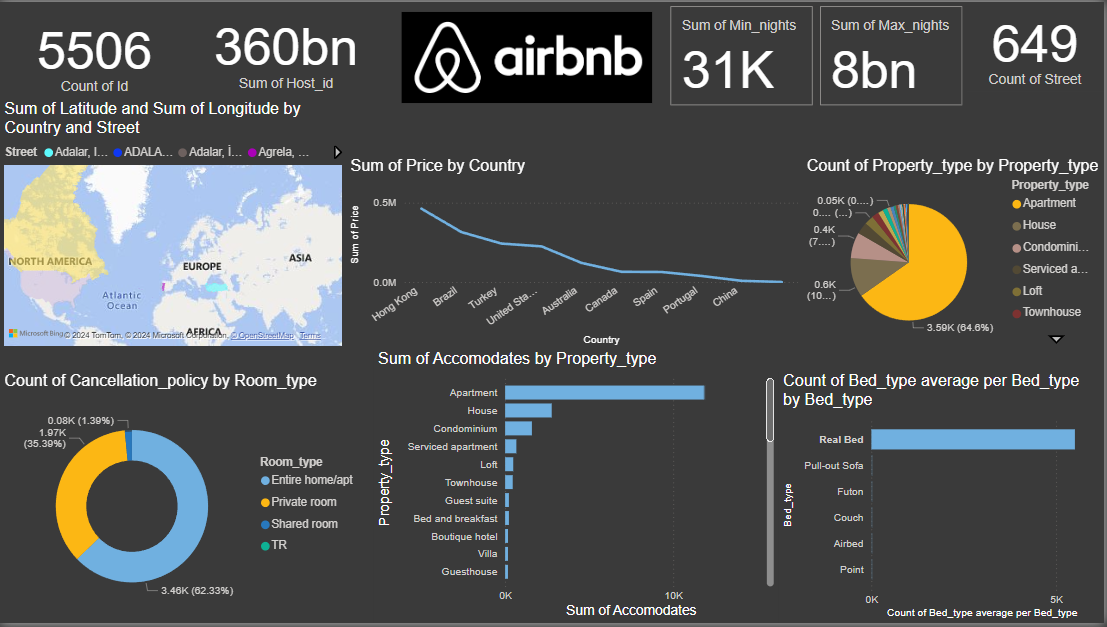 5506
Count of Id
360bn
Sum of Host_id
airbnb
Sum of Min_nights
31K
Sum of Max_nights
8bn
649
Count of Street
Sum of Latitude and Sum of Longitude by
Country and Street
Street Adalar, I... ADALA... Adalar, İ... Agrela, ...
NORTH AMERICA
EUROPE
ASIA
Atlantic
Ocean
AFRICA
Microsoft Bing © 2024 TomTom, © 2024 Microsoft Corporation, © OpenStreetMap Terms
Sum of Price by Country
Sum of Price
0.5M
0.0M
Hong Kong
Brazil
Turkey
United Sta...
Australia
Canada
Spain
Portugal
China
Country
Count of Property_type by Property_type
0.05K (0....)
0.... (...)
0.4K
(7....)
0.6K
(10...)
3.59K (64.6%)
Property_type
Apartment
House
Condomini...
Serviced a...
Loft
Townhouse
Count of Cancellation_policy by Room_type
0.08K (1.39%)
1.97K
(35.39%)
3.46K (62.33%)
Room_type
Entire home/apt
Private room
Shared room
TR
Sum of Accomodates by Property_type
Property_type
Apartment
House
Condominium
Serviced apartment
Loft
Townhouse
Guest suite
Bed and breakfast
Boutique hotel
Villa
Guesthouse
0K
10K
Sum of Accomodates
Count of Bed_type average per Bed_type
by Bed_type
Bed_type
Real Bed
Pull-out Sofa
Futon
Couch
Airbed
Point
0K
5K
Count of Bed_type average per Bed_type